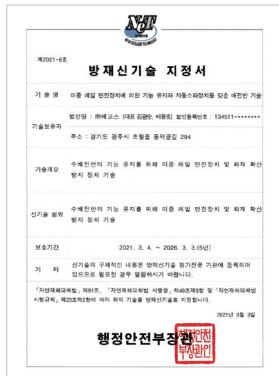 NeT
제2021-9호
방재신기술 지정서
기 술 명 이중 레일 면진장치에 의한 기능 유지와 자동소화장치를 갖춘 배전반 기술
기술보유자 법인명 : ㈜에코스 (대표 김광순, 배종호) 법인등록번호 : 134511-********
주소 : 경기도 광주시 초월읍 동막골길 294
기술개요 수배전반의 기능 유지를 위해 이중 레일 면진장치 및 화재 확산
방지 장치 기술
신기술 범위 수배전반의 기능 유지를 위해 이중 레일 면진장치 및 화재 확산
방지 장치 기술
보호기간 2021. 3. 4. ~ 2026. 3. 3.(5년)
기 타 신기술의 구체적인 내용은 방재신기술 평가전문 기관에 등록되어
있으므로 필요한 경우 열람하시기 바랍니다.
「자연재해대책법」 제61조, 「자연재해대책법 시행령」 제49조제8항 및 「자연재해대책법
시행규칙」 제23조제2항에 따라 위의 기술을 방재신기술로 지정합니다.
2021년 3월 3일
행정안전부장관